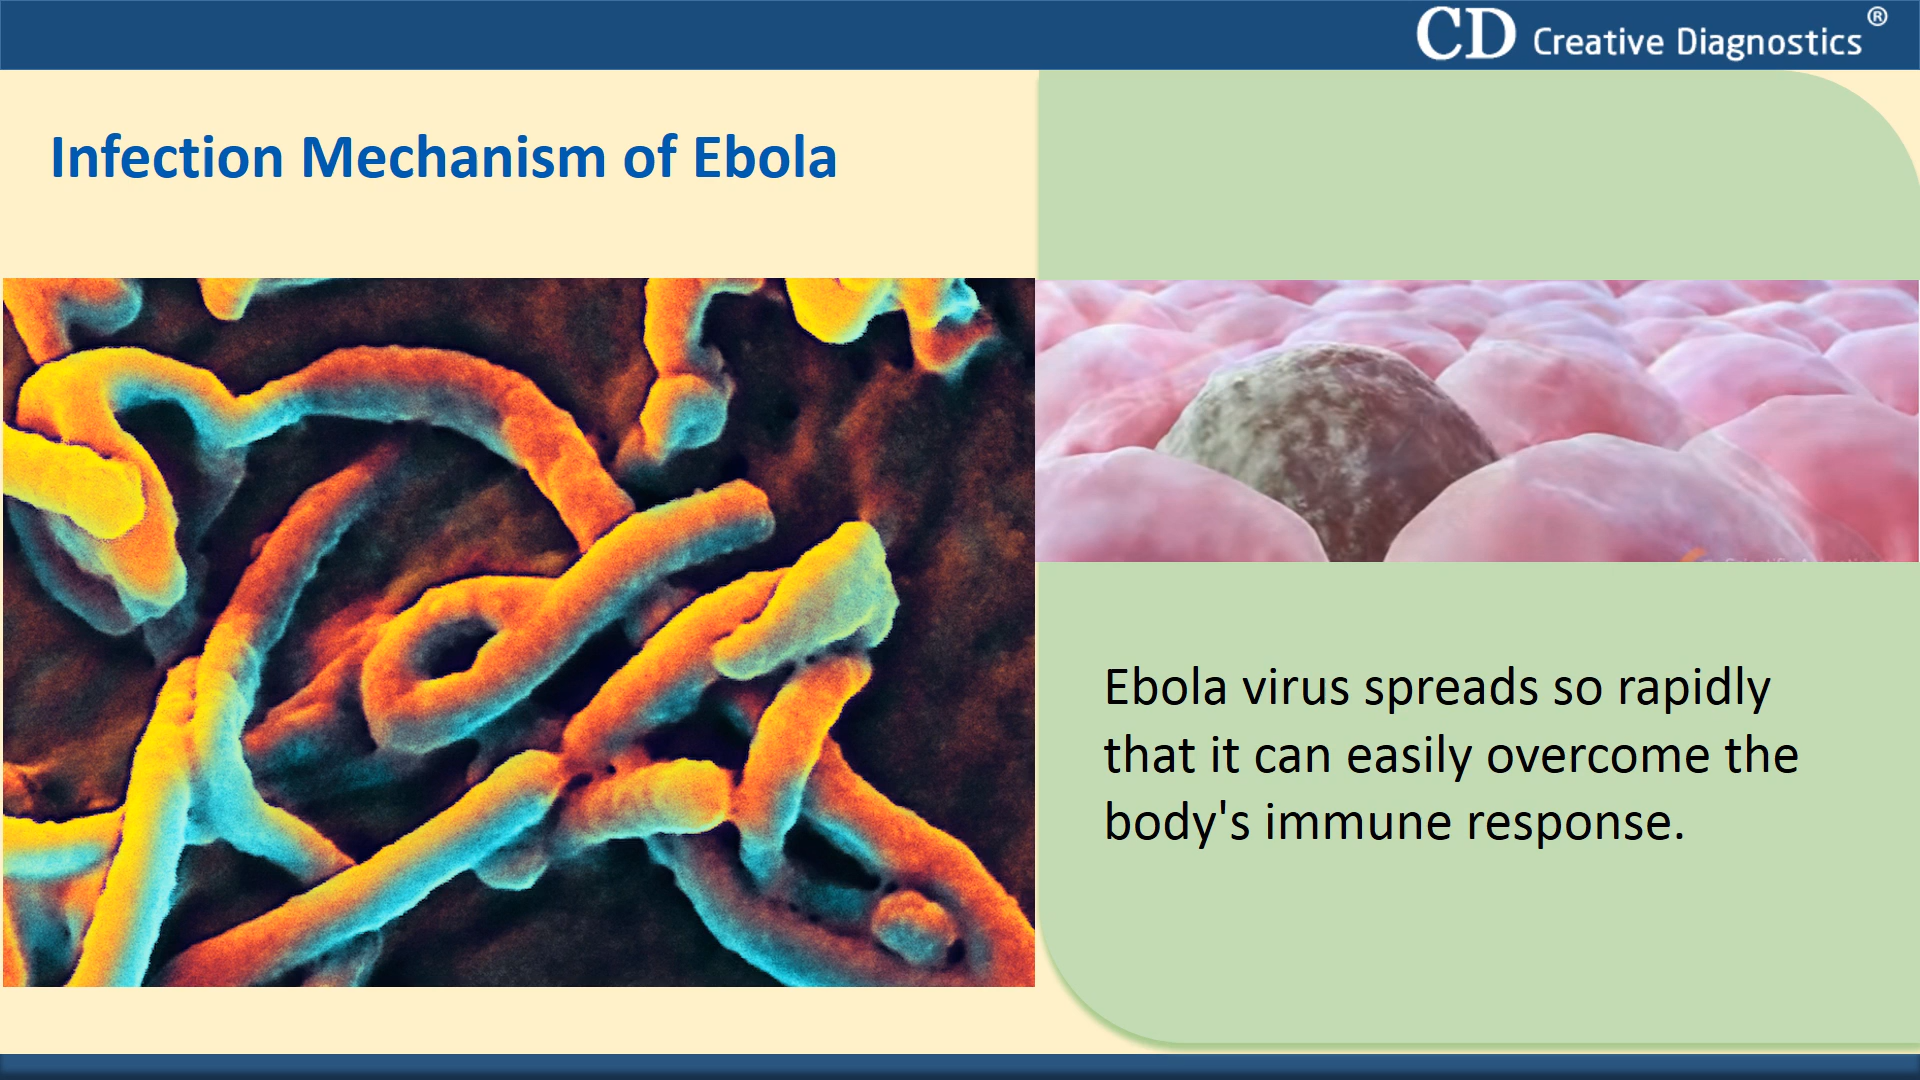 CD Creative Diagnostics®
Infection Mechanism of Ebola
Ebola virus spreads so rapidly
that it can easily overcome the
body's immune response.